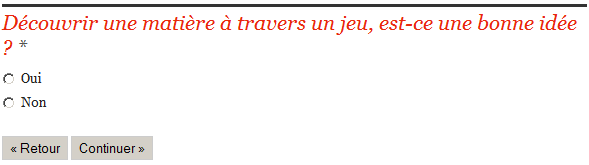 Découvrir une matière à travers un jeu, est-ce une bonne idée
? *
Oui
Non
« Retour Continuer »